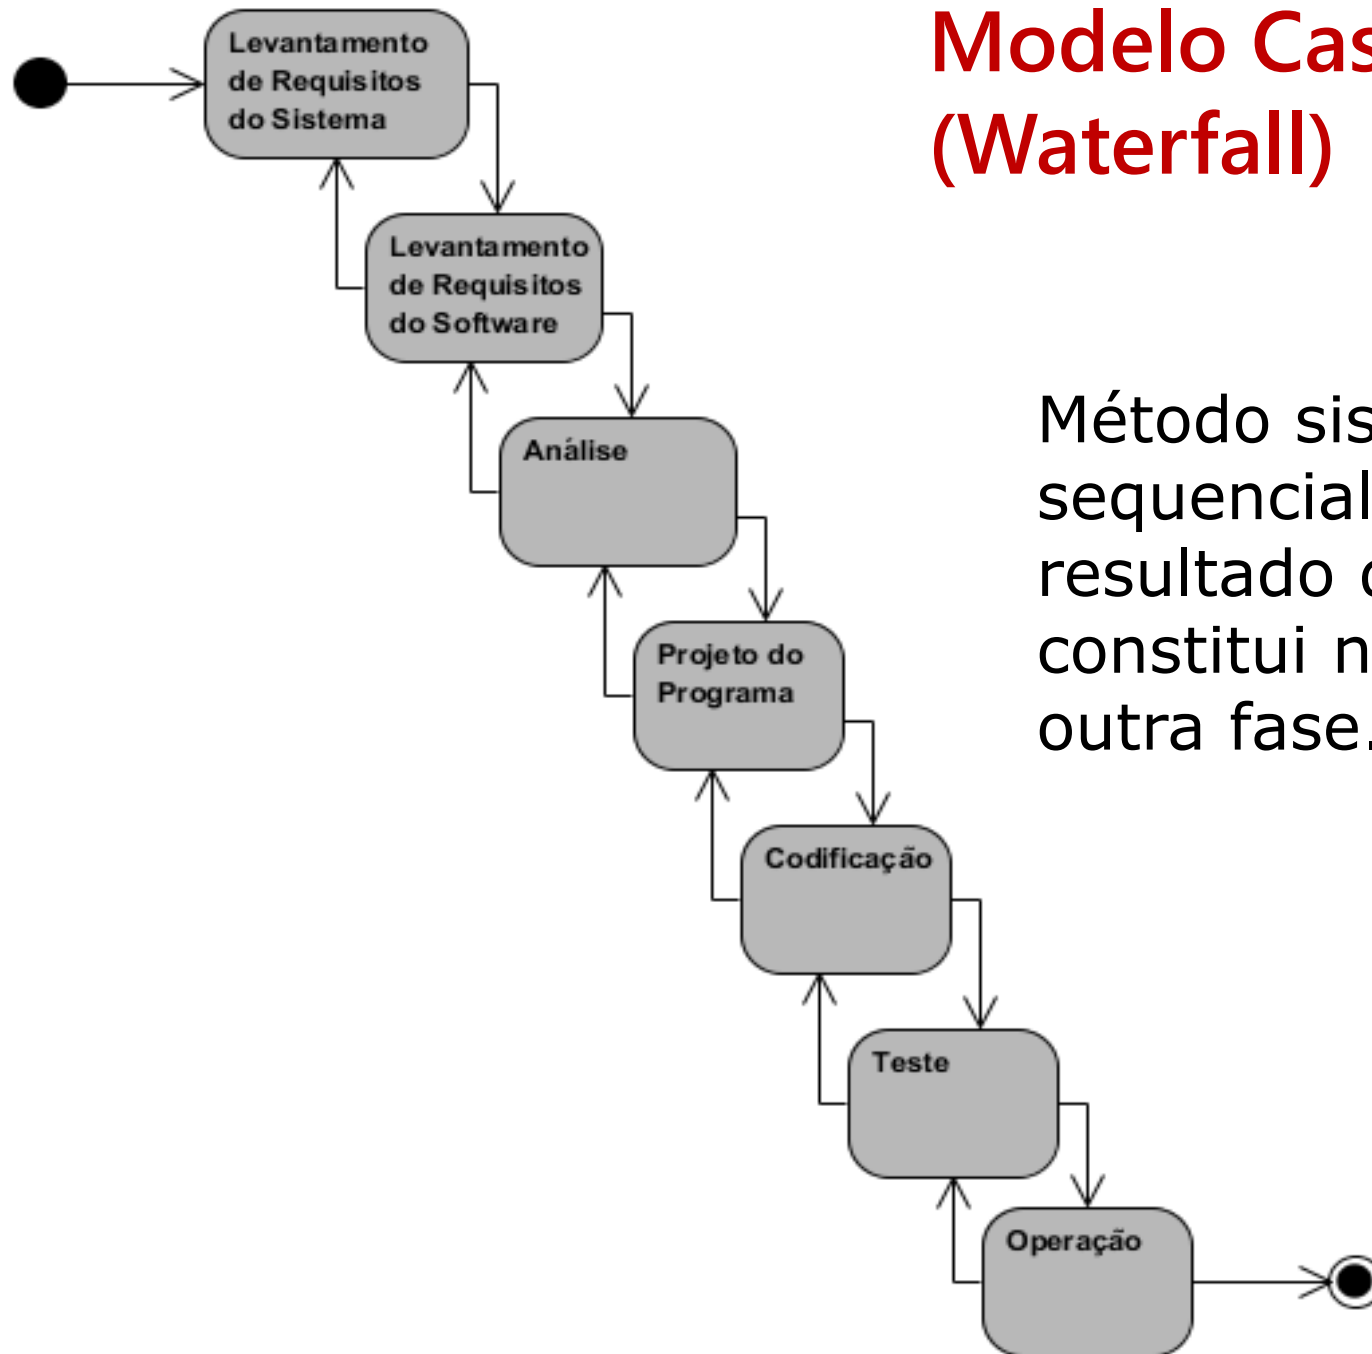 Modelo Cas
(Waterfall)
Levantamento
de Requisitos
do Sistema
Levantamento
de Requisitos
do Software
Método sis
sequencial
resultado
constitui n
outra fase.
Análise
Projeto do
Programa
Codificação
Teste
Operação